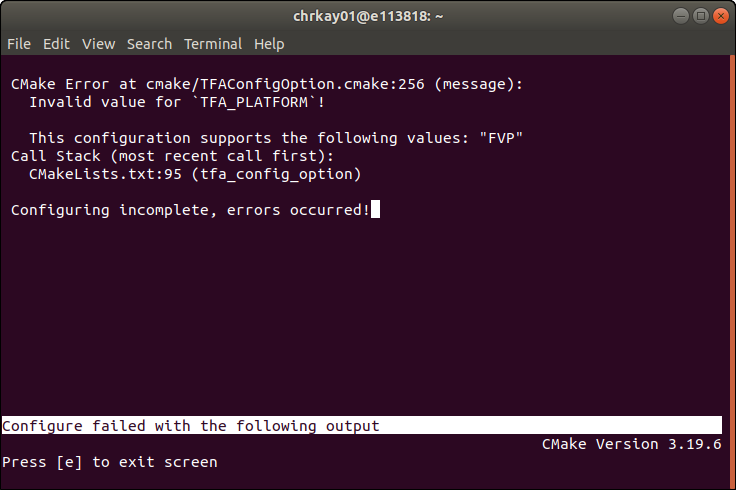 chrkay01@e113818: ~
File Edit View Search Terminal Help
CMake Error at cmake/TFAConfigOption.cmake:256 (message):
Invalid value for `TFA_PLATFORM`!
This configuration supports the following values: "FVP"
Call Stack (most recent call first):
CMakeLists.txt:95 (tfa_config_option)
Configuring incomplete, errors occurred!
Configure failed with the following output
CMake Version 3.19.6
Press [e] to exit screen